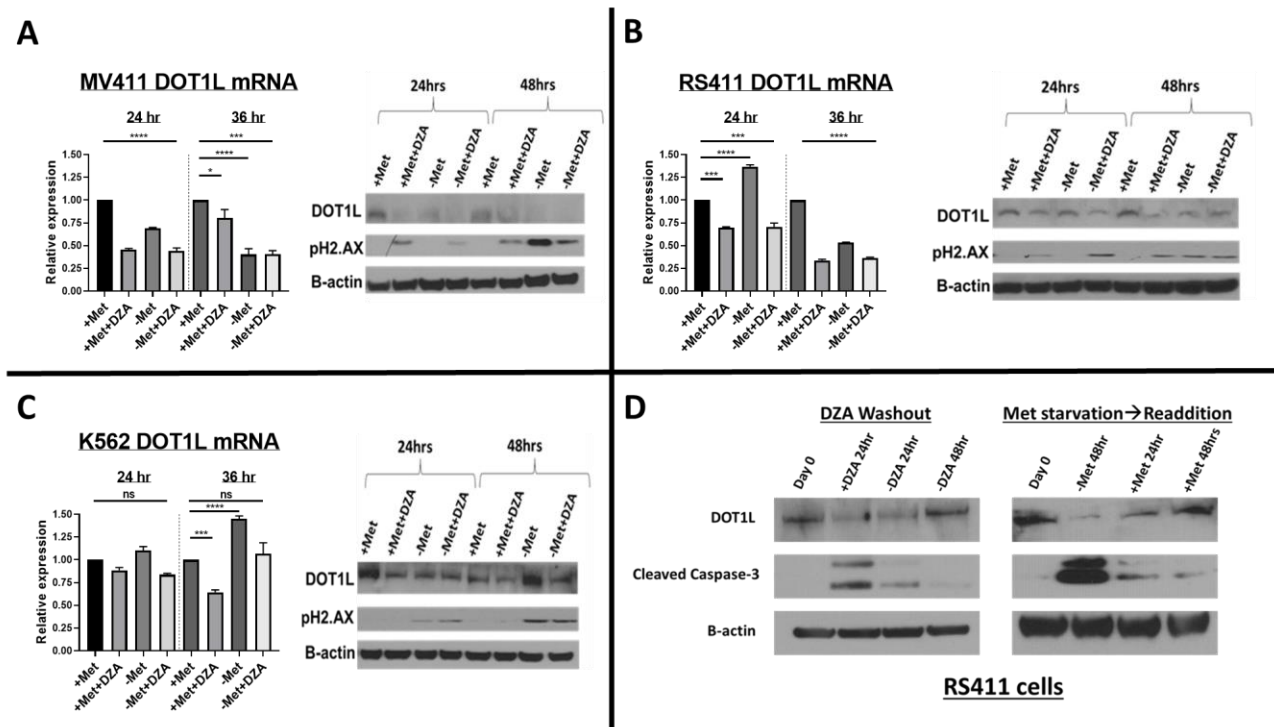 A
MV411 DOT1L mRNA
24 hr
36 hr
****
***
****
*
Relative expression
1.50
1.25
1.00
0.75
0.50
0.25
0.00
+Met
+Met+DZA
-Met
-Met+DZA
+Met
+Met+DZA
-Met
-Met+DZA
24hrs
48hrs
+Met
+Met+DZA
-Met
-Met+DZA
+Met
+Met+DZA
-Met
-Met+DZA
DOT1L
pH2.AX
B-actin
B
RS411 DOT1L mRNA
24 hr
36 hr
***
****
****
***
Relative expression
1.50
1.25
1.00
0.75
0.50
0.25
0.00
+Met
+Met+DZA
-Met
-Met+DZA
+Met
+Met+DZA
-Met
-Met+DZA
24hrs
48hrs
+Met
+Met+DZA
-Met
-Met+DZA
+Met
+Met+DZA
-Met
-Met+DZA
DOT1L
pH2.AX
B-actin
C
K562 DOT1L mRNA
24 hr
36 hr
ns
ns
****
***
Relative expression
1.50
1.25
1.00
0.75
0.50
0.25
0.00
+Met
+Met+DZA
-Met
-Met+DZA
+Met
+Met+DZA
-Met
-Met+DZA
24hrs
48hrs
+Met
+Met+DZA
-Met
-Met+DZA
+Met
+Met+DZA
-Met
-Met+DZA
DOT1L
pH2.AX
B-actin
D
DZA Washout
Met starvation→Readdition
Day 0
+DZA 24hr
-DZA 24hr
-DZA 48hr
Day 0
-Met 48hr
+Met 24hr
+Met 48hrs
DOT1L
Cleaved Caspase-3
B-actin
RS411 cells